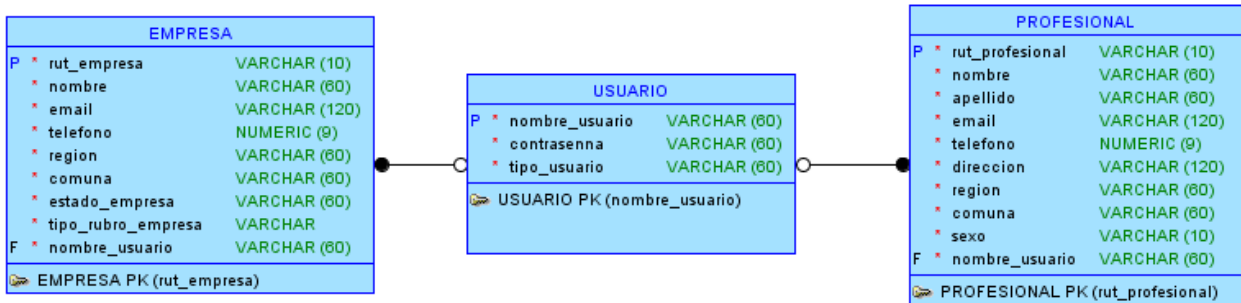 EMPRESA
P * rut_empresa VARCHAR (10)
* nombre VARCHAR (60)
* email VARCHAR (120)
* telefono NUMERIC (9)
* region VARCHAR (60)
* comuna VARCHAR (60)
* estado_empresa VARCHAR (60)
* tipo_rubro_empresa VARCHAR
F * nombre_usuario VARCHAR (60)
EMPRESA PK (rut_empresa)
USUARIO
P * nombre_usuario VARCHAR (60)
* contrasenna VARCHAR (60)
* tipo_usuario VARCHAR (60)
USUARIO PK (nombre_usuario)
PROFESIONAL
P * rut_profesional VARCHAR (10)
* nombre VARCHAR (60)
* apellido VARCHAR (60)
* email VARCHAR (120)
* telefono NUMERIC (9)
* direccion VARCHAR (120)
* region VARCHAR (60)
* comuna VARCHAR (60)
* sexo VARCHAR (10)
F * nombre_usuario VARCHAR (60)
PROFESIONAL PK (rut_profesional)